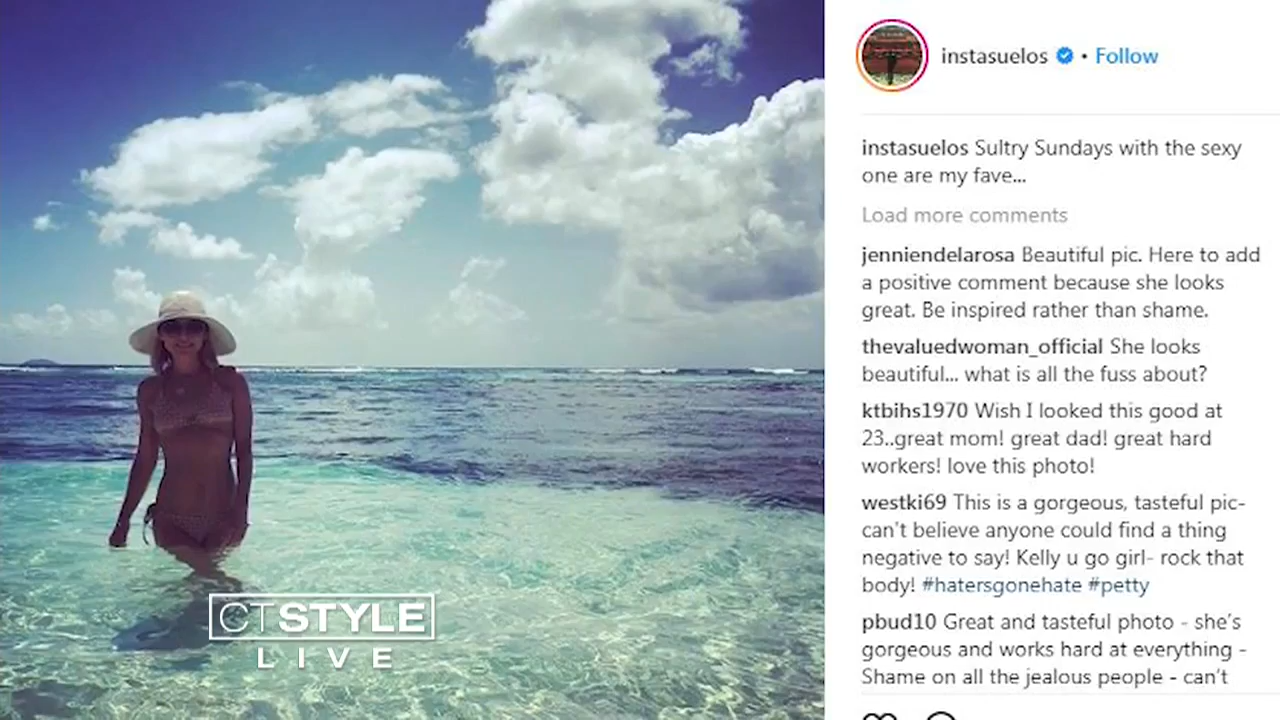 instasuelos • Follow
instasuelos Sultry Sundays with the sexy
one are my fave...
Load more comments
jenniendelarosa Beautiful pic. Here to add
a positive comment because she looks
great. Be inspired rather than shame.
thevaluedwoman_official She looks
beautiful... what is all the fuss about?
ktbihs1970 Wish I looked this good at
23..great mom! great dad! great hard
workers! love this photo!
westki69 This is a gorgeous, tasteful pic-
can't believe anyone could find a thing
negative to say! Kelly u go girl- rock that
body! #hatersgonehate #petty
pbud10 Great and tasteful photo - she's
gorgeous and works hard at everything -
Shame on all the jealous people - can't
CTSTYLE
LIVE